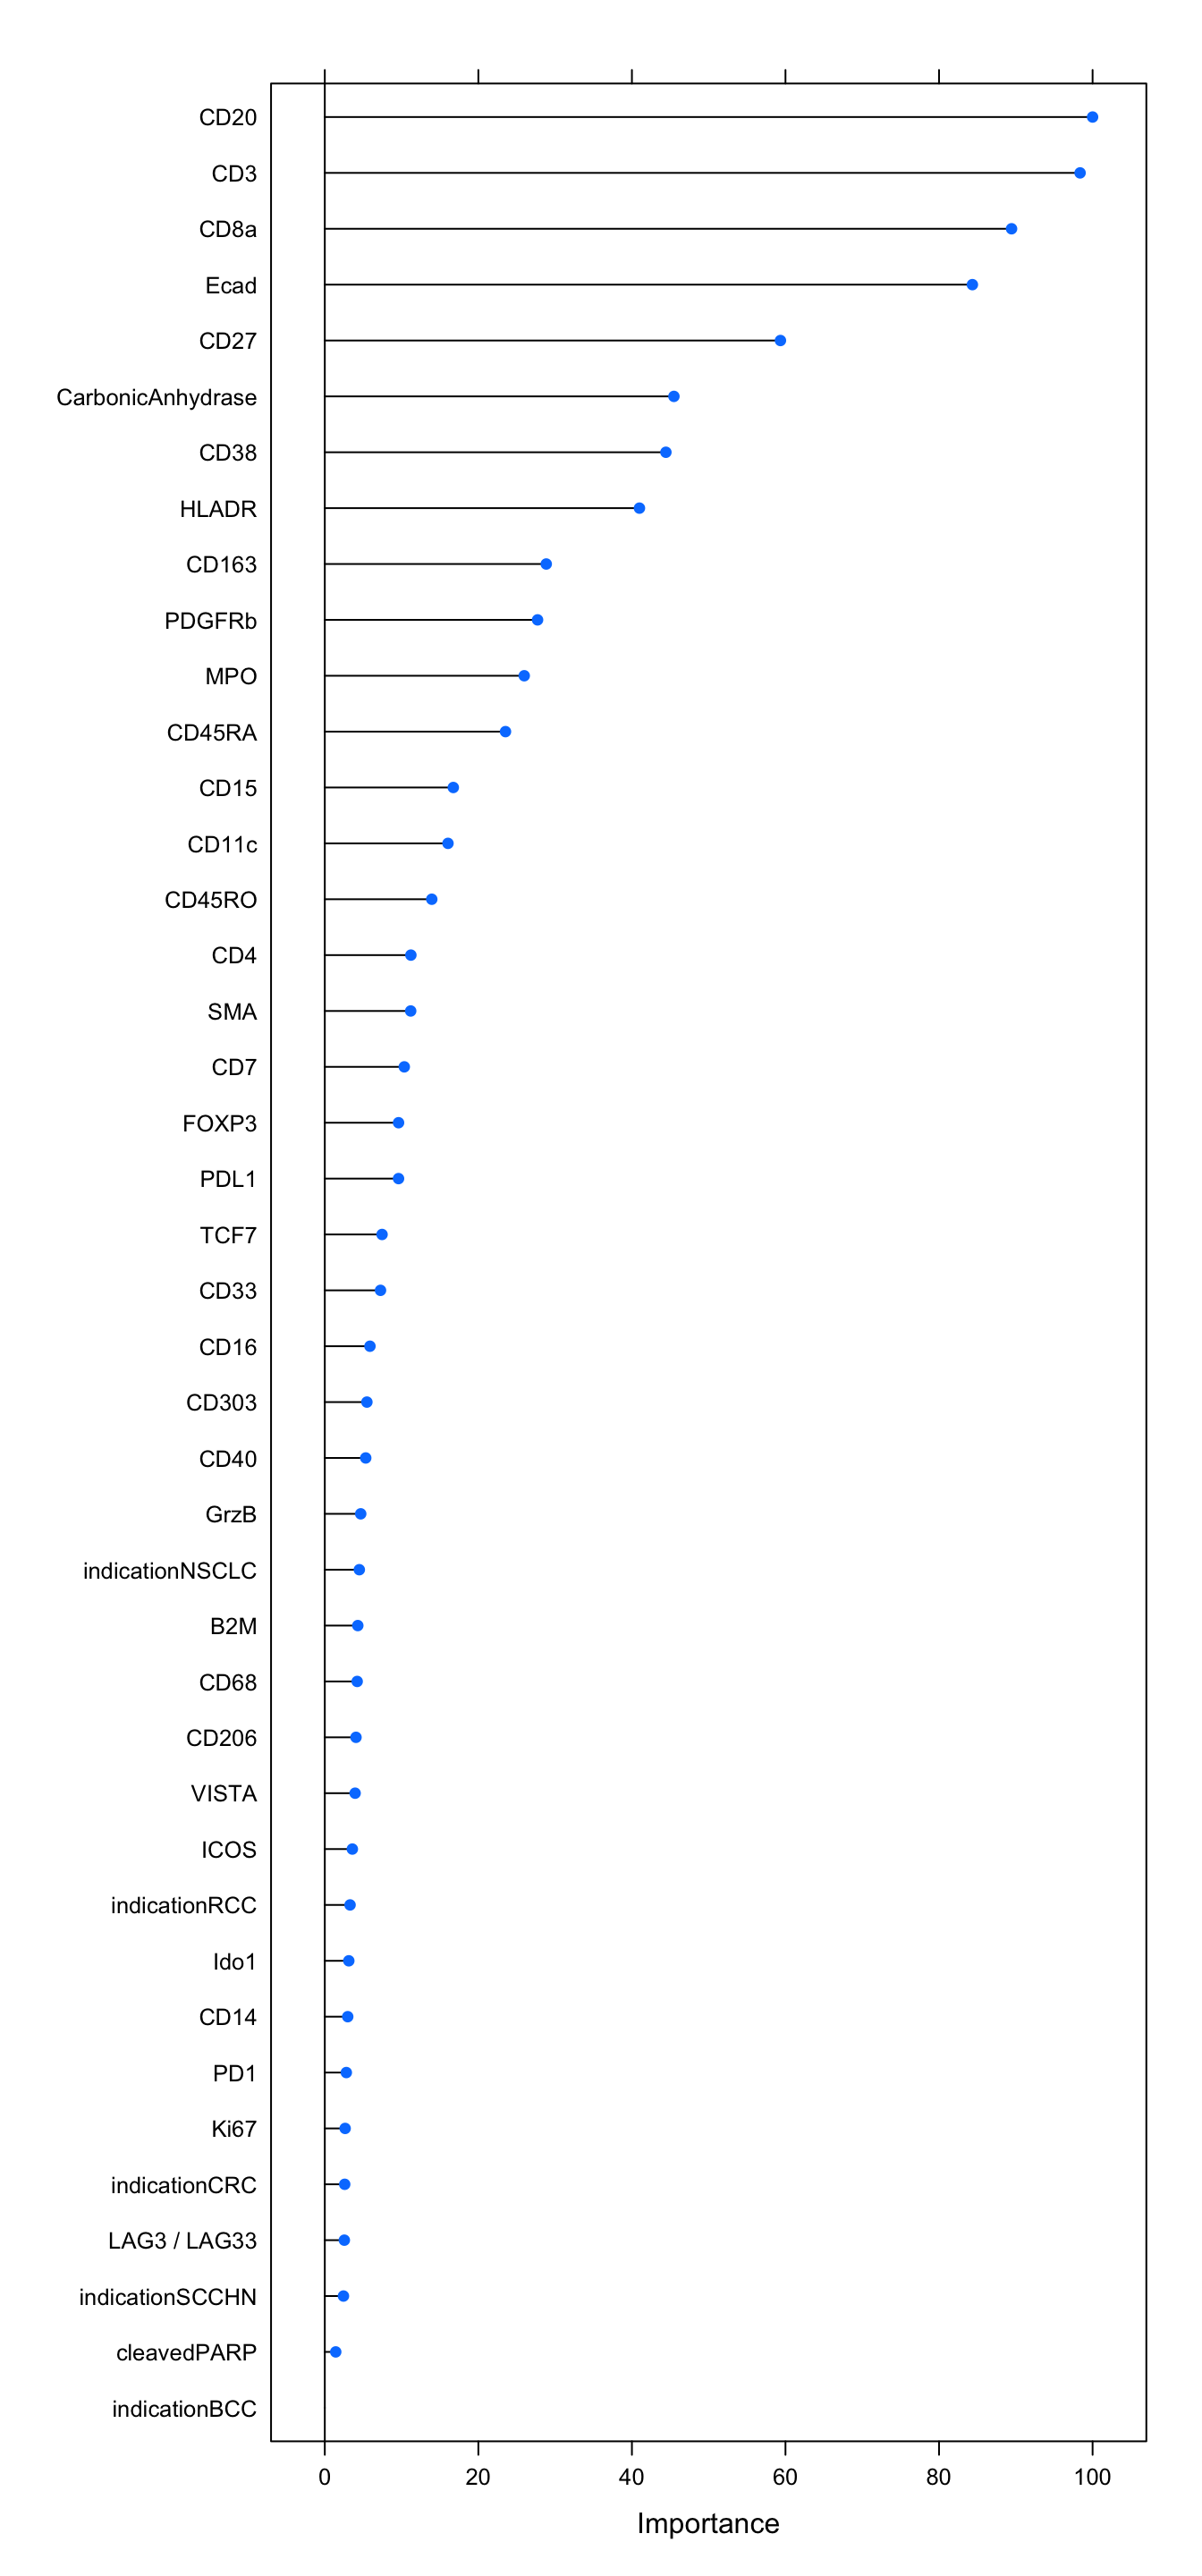 CD20
CD3
CD8a
Ecad
CD27
CarbonicAnhydrase
CD38
HLADR
CD163
PDGFRb
MPO
CD45RA
CD15
CD11c
CD45RO
CD4
SMA
CD7
FOXP3
PDL1
TCF7
CD33
CD16
CD303
CD40
GrzB
indicationNSCLC
B2M
CD68
CD206
VISTA
ICOS
indicationRCC
Ido1
CD14
PD1
Ki67
indicationCRC
LAG3 / LAG33
indicationSCCHN
cleavedPARP
indicationBCC
0 20 40 60 80 100
Importance